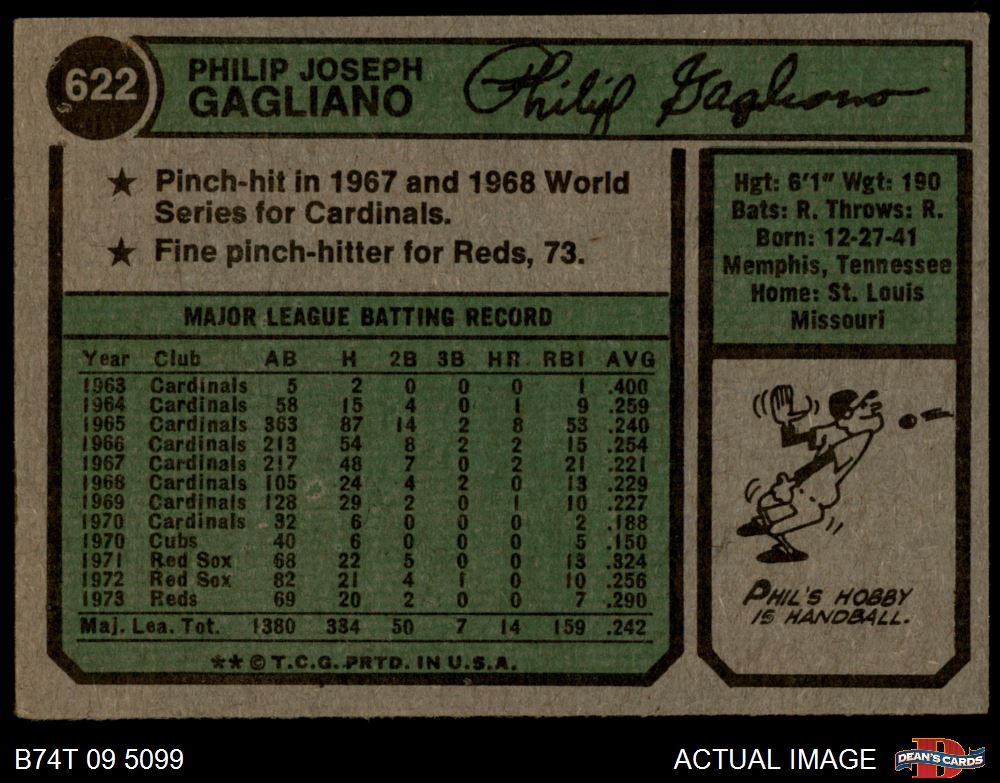 622
PHILIP JOSEPH
GAGLIANO
Philip Gagliano
★ Pinch-hit in 1967 and 1968 World
Series for Cardinals.
★ Fine pinch-hitter for Reds, 73.
Hgt: 6'1" Wgt: 190
Bats: R. Throws: R.
Born: 12-27-41
Memphis, Tennessee
Home: St. Louis
Missouri
MAJOR LEAGUE BATTING RECORD
Year Club AB H 2B 3B HR RBI AVG
1963 Cardinals 5 2 0 0 0 1 .400
1964 Cardinals 58 15 4 0 1 9 .259
1965 Cardinals 363 87 14 2 8 53 .240
1966 Cardinals 213 54 8 2 2 15 .254
1967 Cardinals 217 48 7 0 2 21 .221
1968 Cardinals 105 24 4 2 0 13 .229
1969 Cardinals 128 29 2 0 1 10 .227
1970 Cardinals 32 6 0 0 0 2 .188
1970 Cubs 40 6 0 0 0 5 .150
1971 Red Sox 68 22 5 0 0 13 .324
1972 Red Sox 82 21 4 1 0 10 .256
1973 Reds 69 20 2 0 0 7 .290
Maj. Lea. Tot. 1380 334 50 7 14 159 .242
PHIL'S HOBBY
IS HANDBALL.
★★ © T.C.G. PRTD. IN U.S.A.
B74T 09 5099
ACTUAL IMAGE
D
DEAN'S CARDS